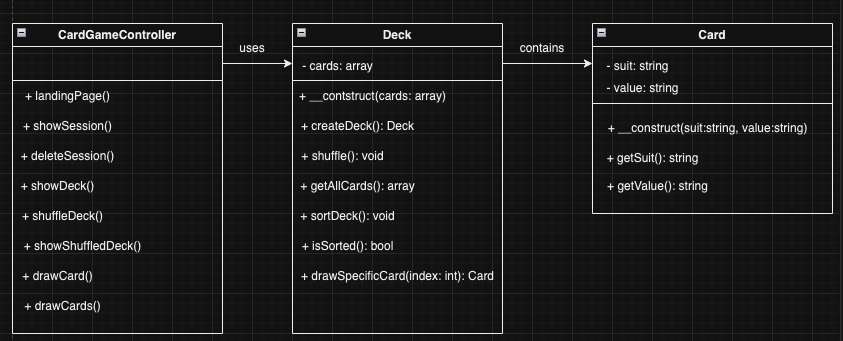 CardGameController
+ landingPage()
+ showSession()
+ deleteSession()
+ showDeck()
+ shuffleDeck()
+ showShuffledDeck()
+ drawCard()
+ drawCards()
uses
Deck
- cards: array
+ __contstruct(cards: array)
+ createDeck(): Deck
+ shuffle(): void
+ getAllCards(): array
+ sortDeck(): void
+ isSorted(): bool
+ drawSpecificCard(index: int): Card
contains
Card
- suit: string
- value: string
+ __construct(suit:string, value:string)
+ getSuit(): string
+ getValue(): string